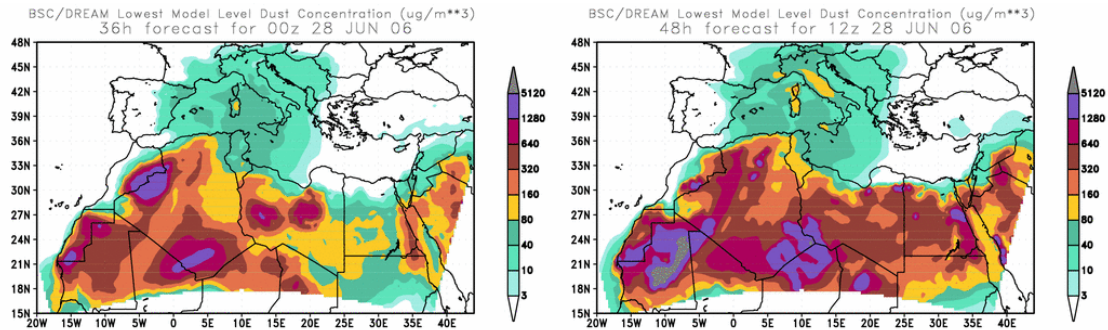 BSC/DREAM Lowest Model Level Dust Concentration (ug/m**3)
36h forecast for 00z 28 JUN 06
48N
45N
42N
39N
36N
33N
30N
27N
24N
21N
18N
15N
20W 15W 10W 5W 0 5E 10E 15E 20E 25E 30E 35E 40E
5120
1280
640
320
160
80
40
10
3
BSC/DREAM Lowest Model Level Dust Concentration (ug/m**3)
48h forecast for 12z 28 JUN 06
48N
45N
42N
39N
36N
33N
30N
27N
24N
21N
18N
15N
20W 15W 10W 5W 0 5E 10E 15E 20E 25E 30E 35E 40E
5120
1280
640
320
160
80
40
10
3